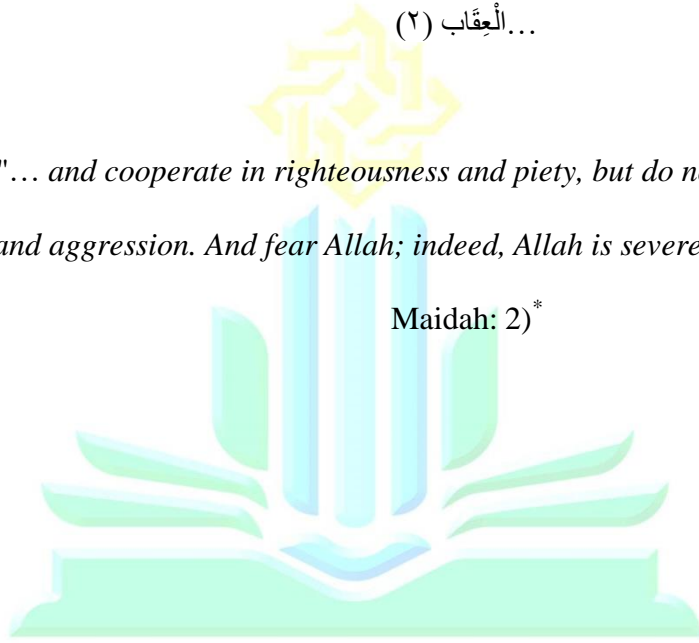 …الْعِقَاب (٢)
"… and cooperate in righteousness and piety, but do n
and aggression. And fear Allah; indeed, Allah is severe
Maidah: 2)*